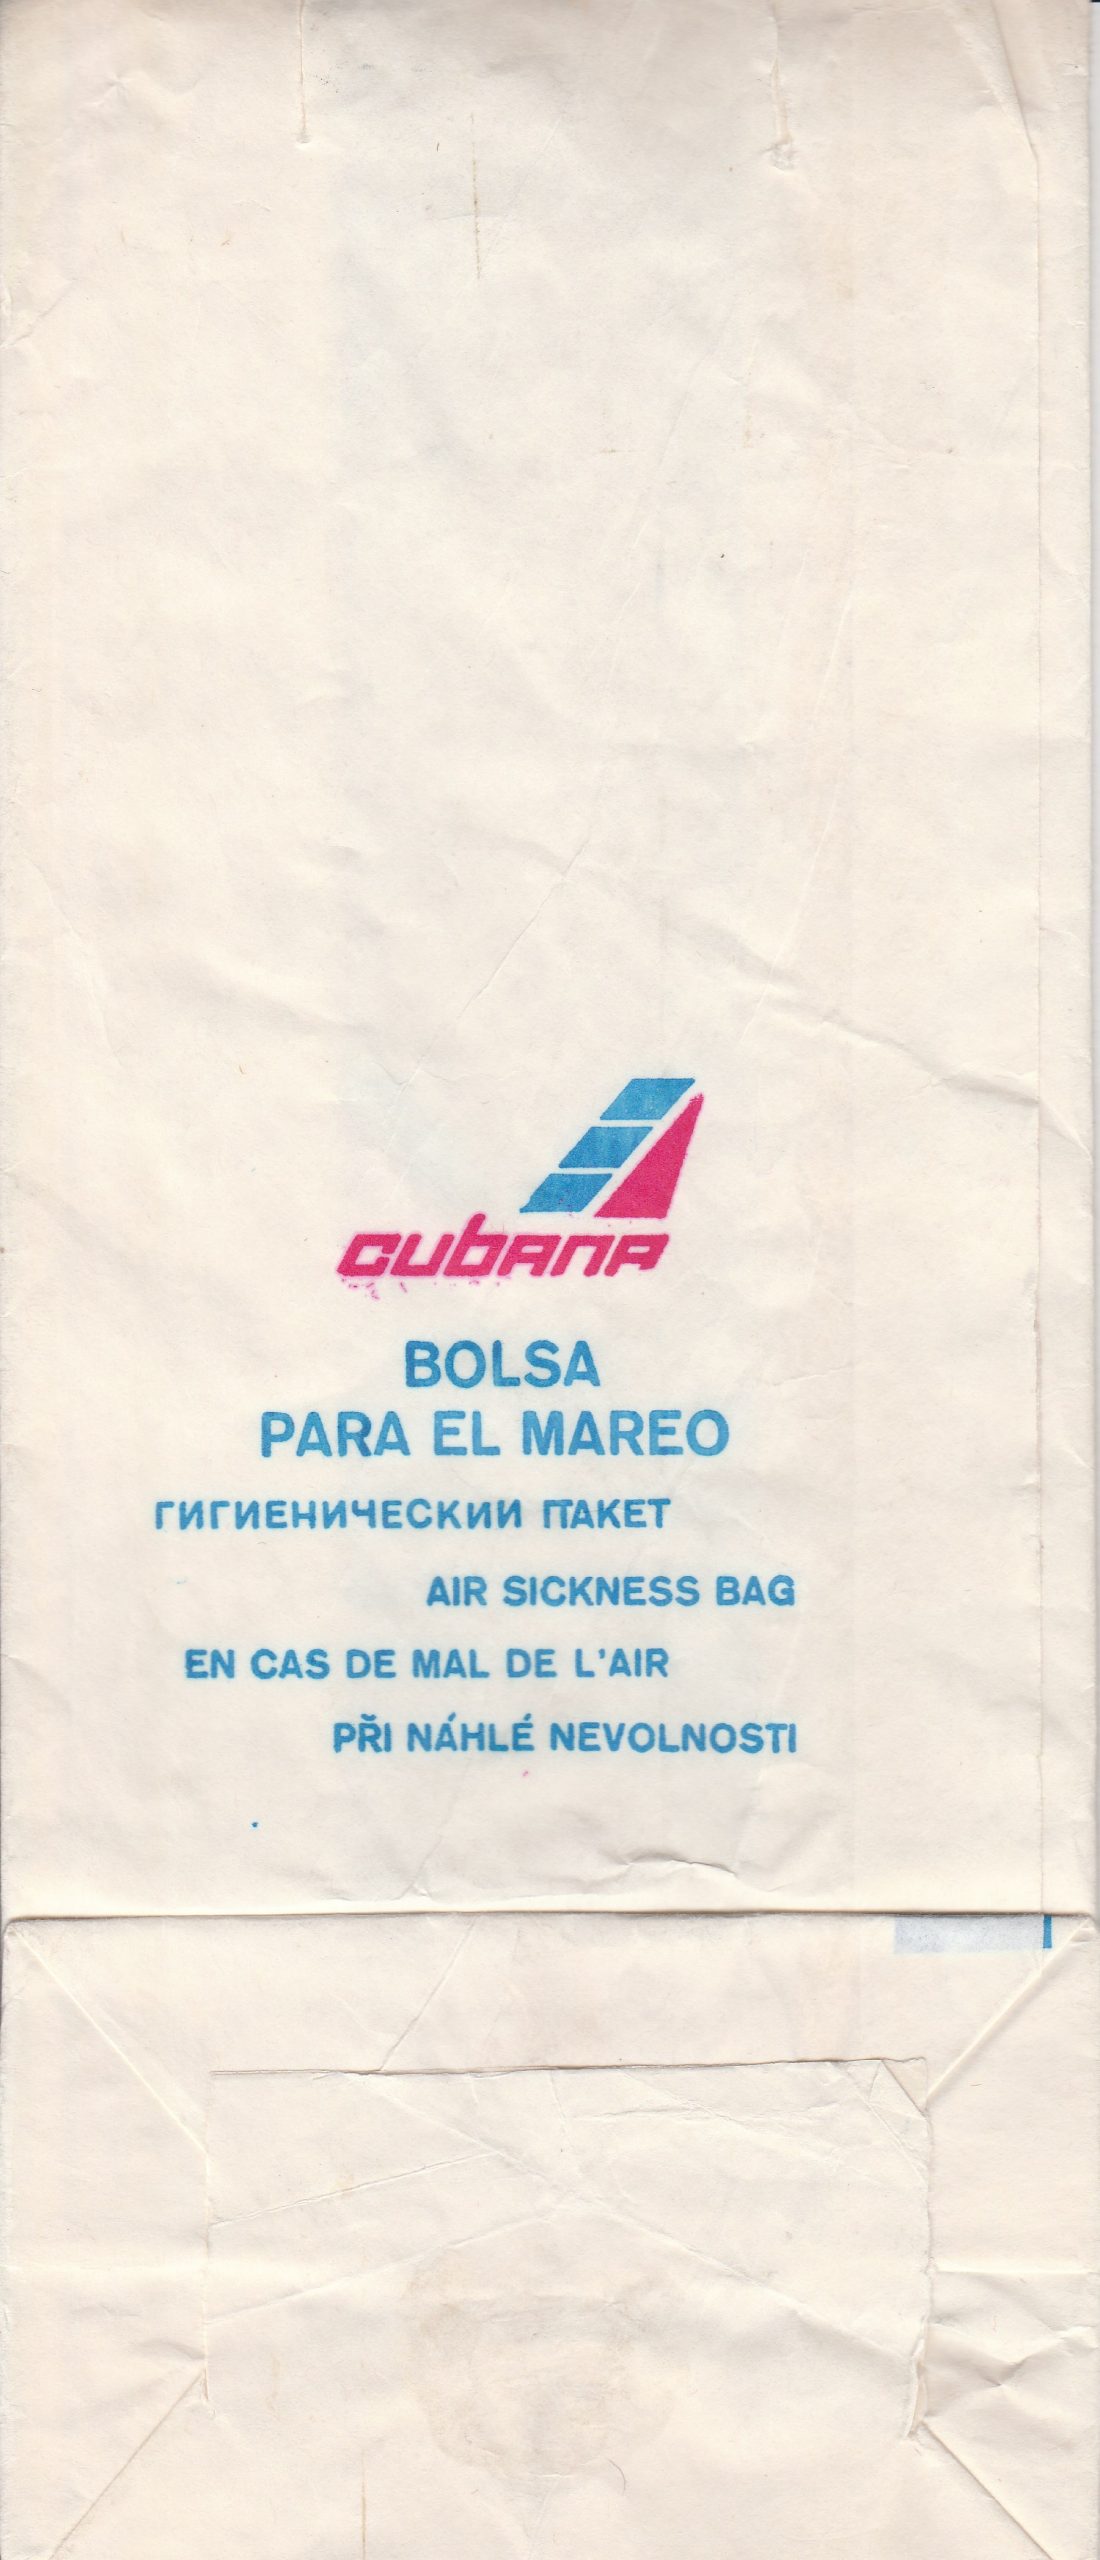 cubana
BOLSA
PARA EL MAREO
ГИГИЕНИЧЕСКИИ ПАКЕТ
AIR SICKNESS BAG
EN CAS DE MAL DE L'AIR
PŘI NÁHLÉ NEVOLNOSTI